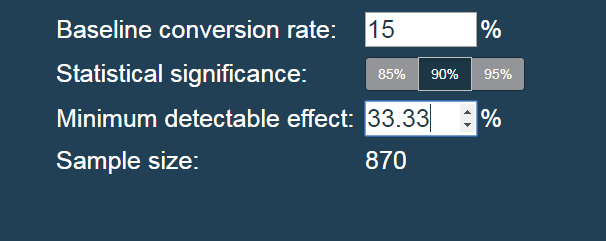 Baseline conversion rate: 15 %
Statistical significance: 85% 90% 95%
Minimum detectable effect: 33.33 %
Sample size: 870